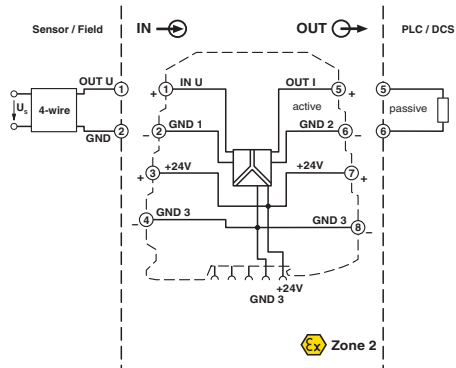 Sensor / Field IN OUT PLC / DCS
OUT U 1 1 IN U OUT I 5 5
+ +
U_s 4-wire active passive
GND 2 2 GND 1 GND 2 6 6
– –
+ 3 +24V +24V 7 +
– 4 GND 3 GND 3 8 –
+24V
GND 3
Ex Zone 2